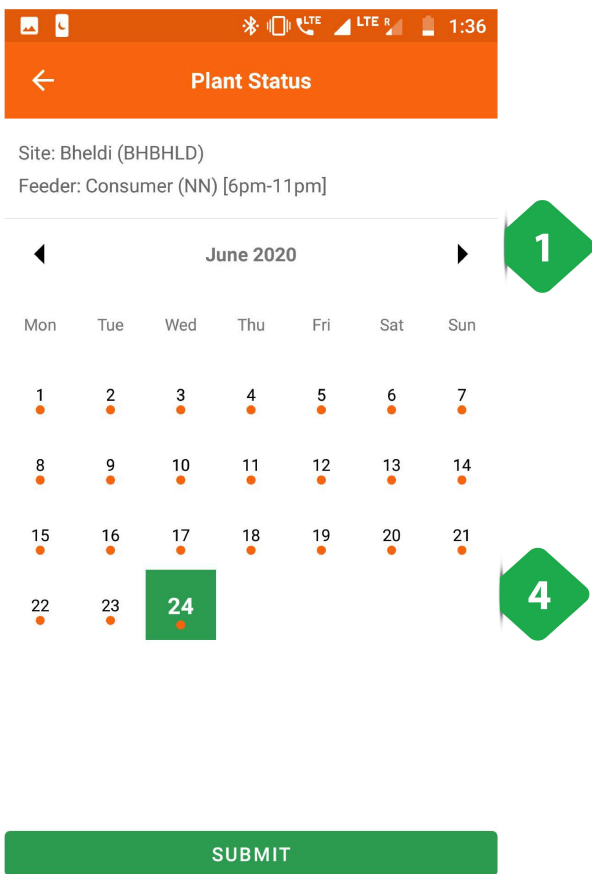 LTE LTE R 1:36
Plant Status
Site: Bheldi (BHBHLD)
Feeder: Consumer (NN) [6pm-11pm]
June 2020
1
Mon Tue Wed Thu Fri Sat Sun
1 2 3 4 5 6 7
8 9 10 11 12 13 14
15 16 17 18 19 20 21
22 23 24
4
SUBMIT